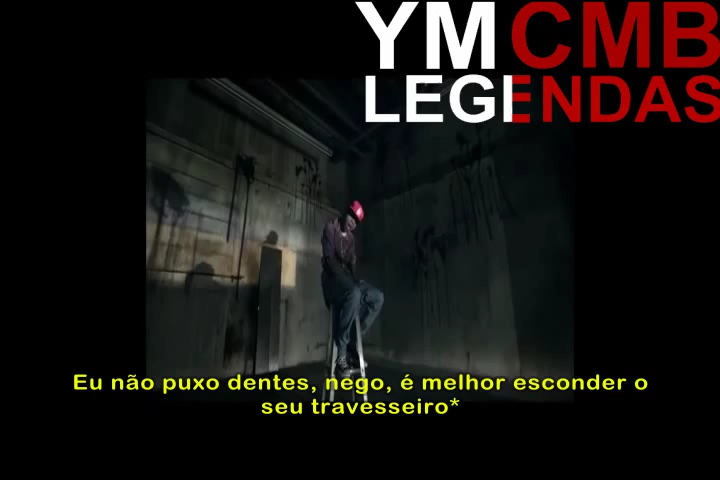 YMCMB
LEGENDAS
Eu não puxo dentes, nego, é melhor esconder o
seu travesseiro*